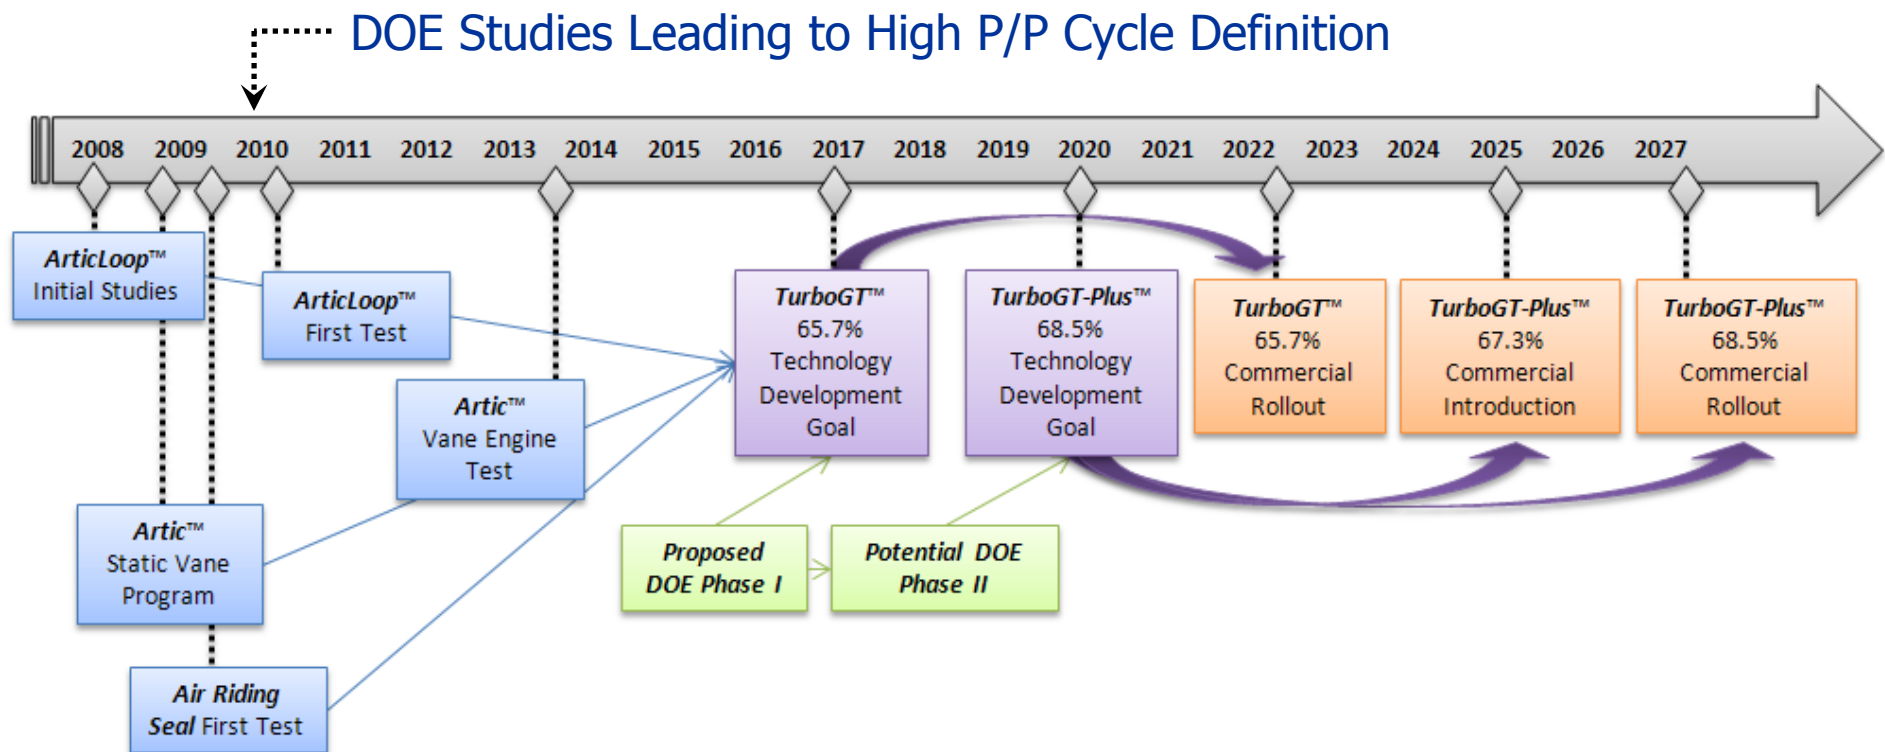 DOE Studies Leading to High P/P Cycle Definition
2008 2009 2010 2011 2012 2013 2014 2015 2016 2017 2018 2019 2020 2021 2022 2023 2024 2025 2026 2027
ArticLoop™
Initial Studies
ArticLoop™
First Test
Artic™
Vane Engine
Test
Artic™
Static Vane
Program
Air Riding
Seal First Test
TurboGT™
65.7%
Technology
Development
Goal
TurboGT-Plus™
68.5%
Technology
Development
Goal
TurboGT™
65.7%
Commercial
Rollout
TurboGT-Plus™
67.3%
Commercial
Introduction
TurboGT-Plus™
68.5%
Commercial
Rollout
Proposed
DOE Phase I
Potential DOE
Phase II